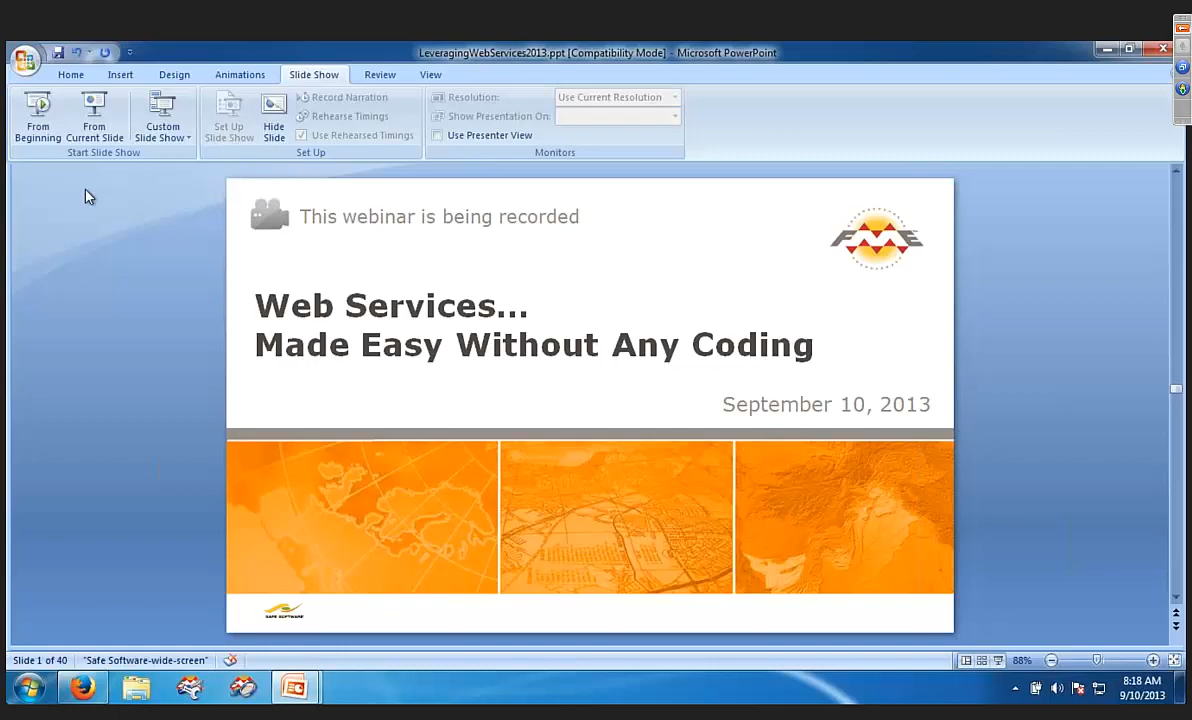 LeveragingWebServices2013.ppt [Compatibility Mode] - Microsoft PowerPoint
Home Insert Design Animations Slide Show Review View
From Beginning
From Current Slide
Custom Slide Show
Start Slide Show
Set Up Slide Show
Hide Slide
Record Narration
Rehearse Timings
Use Rehearsed Timings
Set Up
Resolution: Use Current Resolution
Show Presentation On:
Use Presenter View
Monitors
This webinar is being recorded
FME
Web Services...
Made Easy Without Any Coding
September 10, 2013
SAFE SOFTWARE
Slide 1 of 40 "Safe Software-wide-screen" 88%
8:18 AM
9/10/2013